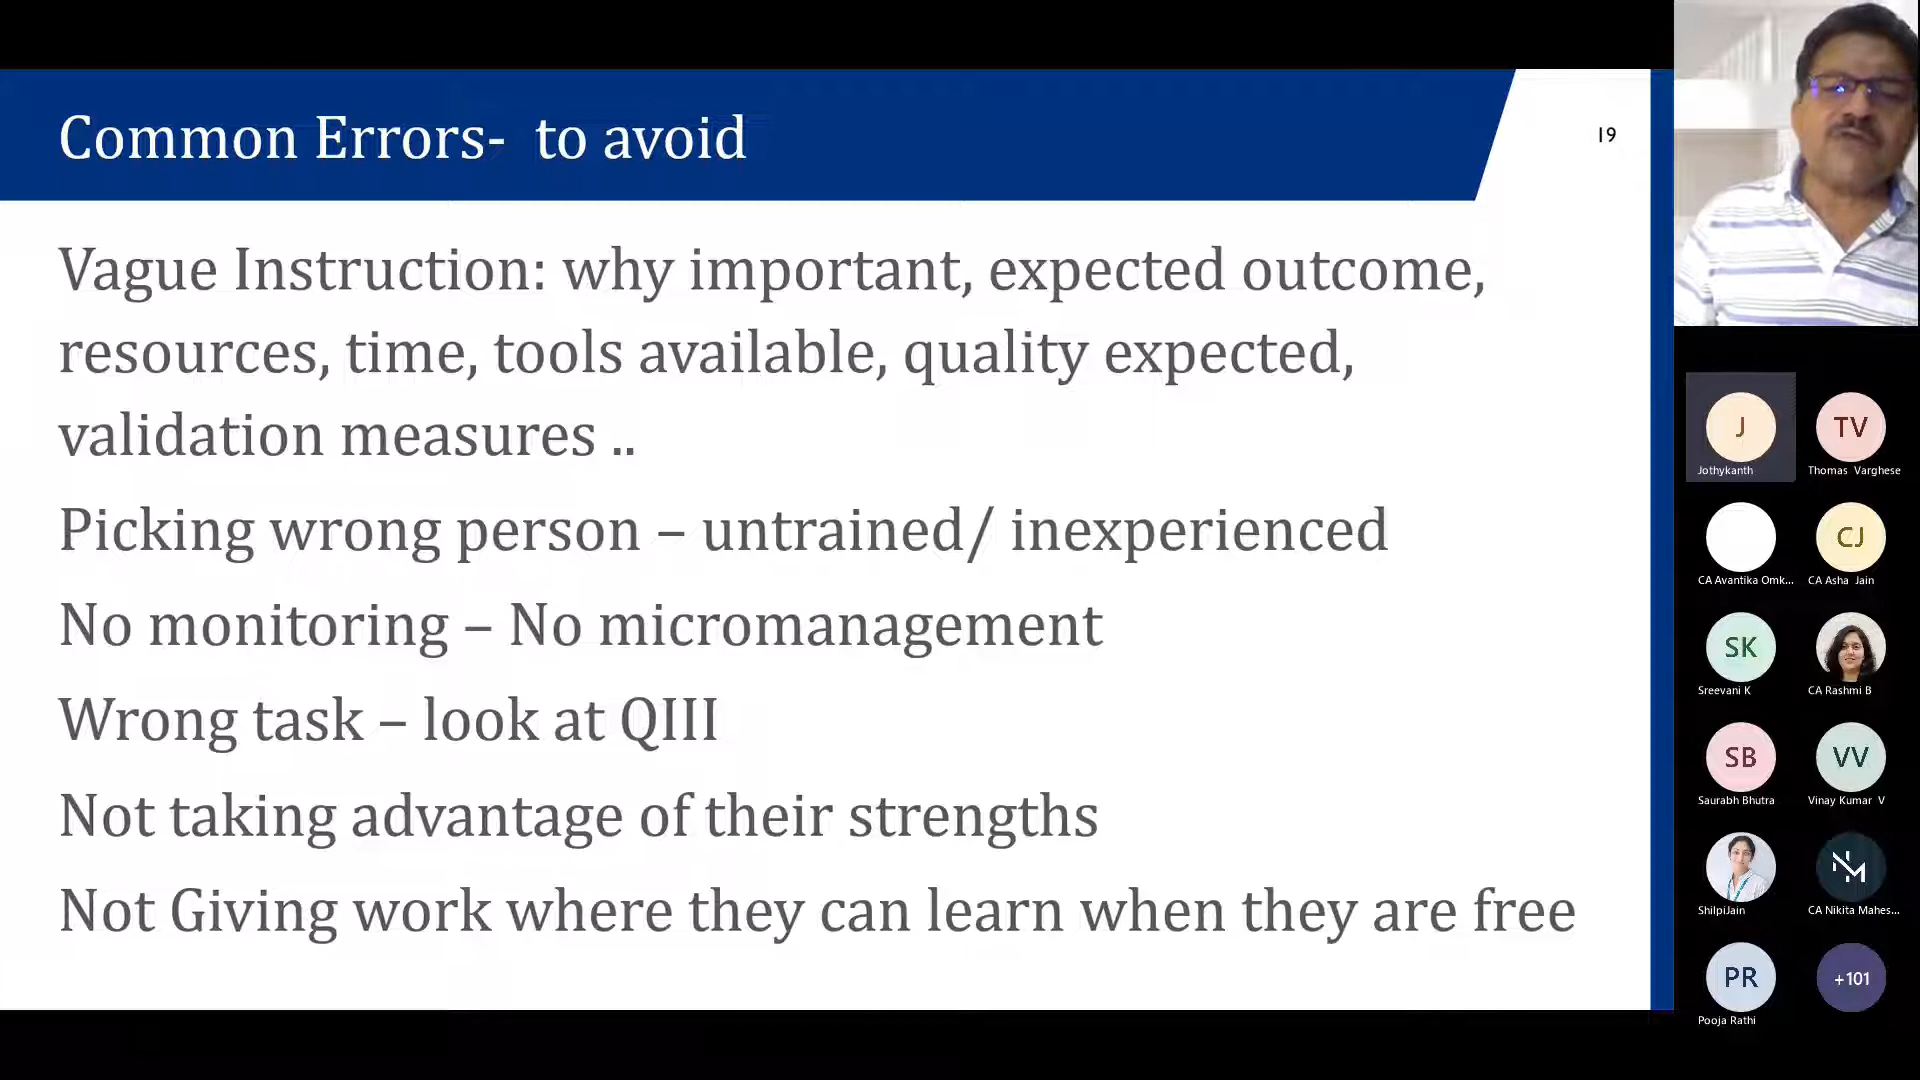 Common Errors- to avoid
19
Vague Instruction: why important, expected outcome,
resources, time, tools available, quality expected,
validation measures ..
Picking wrong person – untrained/ inexperienced
No monitoring – No micromanagement
Wrong task – look at QIII
Not taking advantage of their strengths
Not Giving work where they can learn when they are free
J
Jothykanth
TV
Thomas Varghese
CA Avantika Omk...
CJ
CA Asha Jain
SK
Sreevani K
CA Rashmi B
SB
Saurabh Bhutra
VV
Vinay Kumar V
ShilpiJain
NM
CA Nikita Mahes...
PR
Pooja Rathi
+101